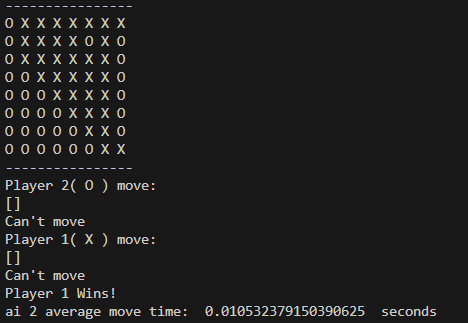 ----------------
O X X X X X X X
O X X X X O X O
O X X X X X X O
O O X X X X X O
O O O X X X X O
O O O O X X X O
O O O O O X X O
O O O O O O X X
----------------
Player 2( O ) move:
[]
Can't move
Player 1( X ) move:
[]
Can't move
Player 1 Wins!
ai 2 average move time:  0.010532379150390625  seconds